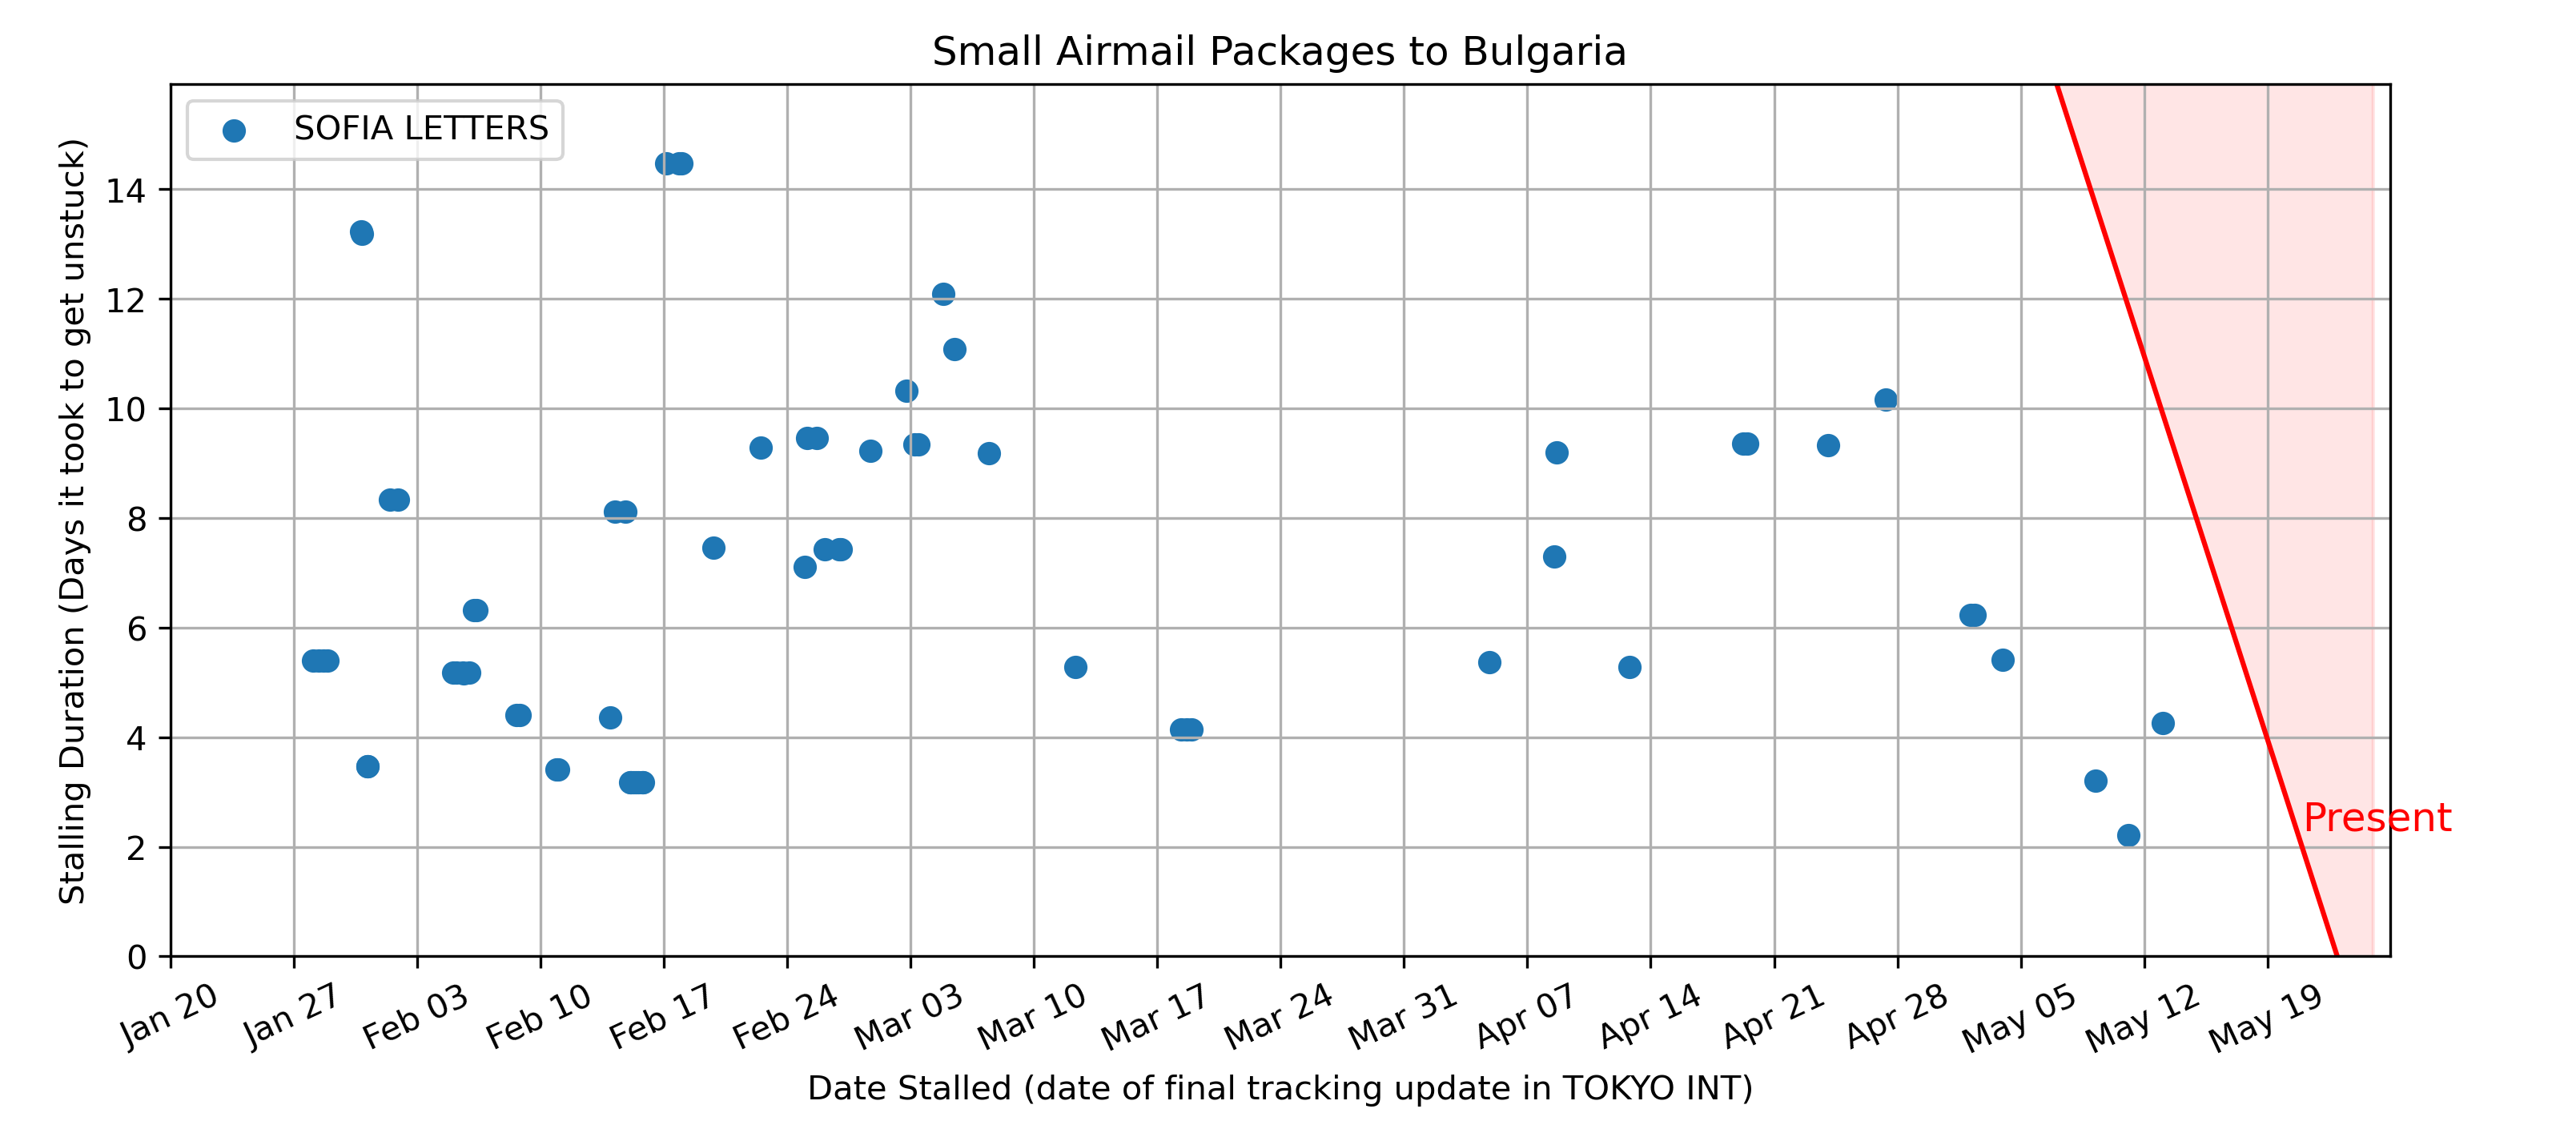 Small Airmail Packages to Bulgaria
SOFIA LETTERS
Stalling Duration (Days it took to get unstuck)
14
12
10
8
6
4
2
0
Present
Jan 20
Jan 27
Feb 03
Feb 10
Feb 17
Feb 24
Mar 03
Mar 10
Mar 17
Mar 24
Mar 31
Apr 07
Apr 14
Apr 21
Apr 28
May 05
May 12
May 19
Date Stalled (date of final tracking update in TOKYO INT)